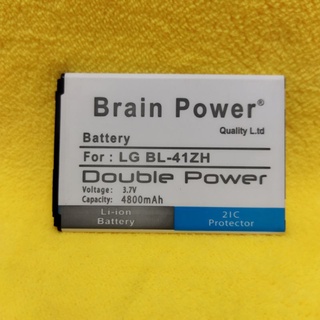 Brain Power®
Quality L.td
Battery
For : LG BL-41ZH
Double Power
Voltage : 3.7V
Capacity: 4800mAh
Li-ion
Battery
21C
Protector